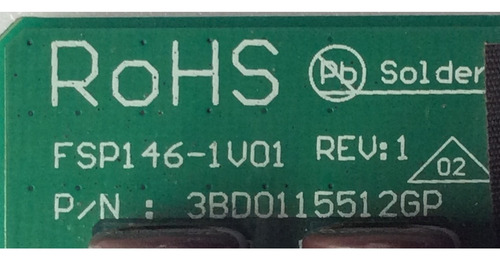 RoHS Pb Solder
FSP146-1V01 REV:1
02
P/N : 3BD0115512GP